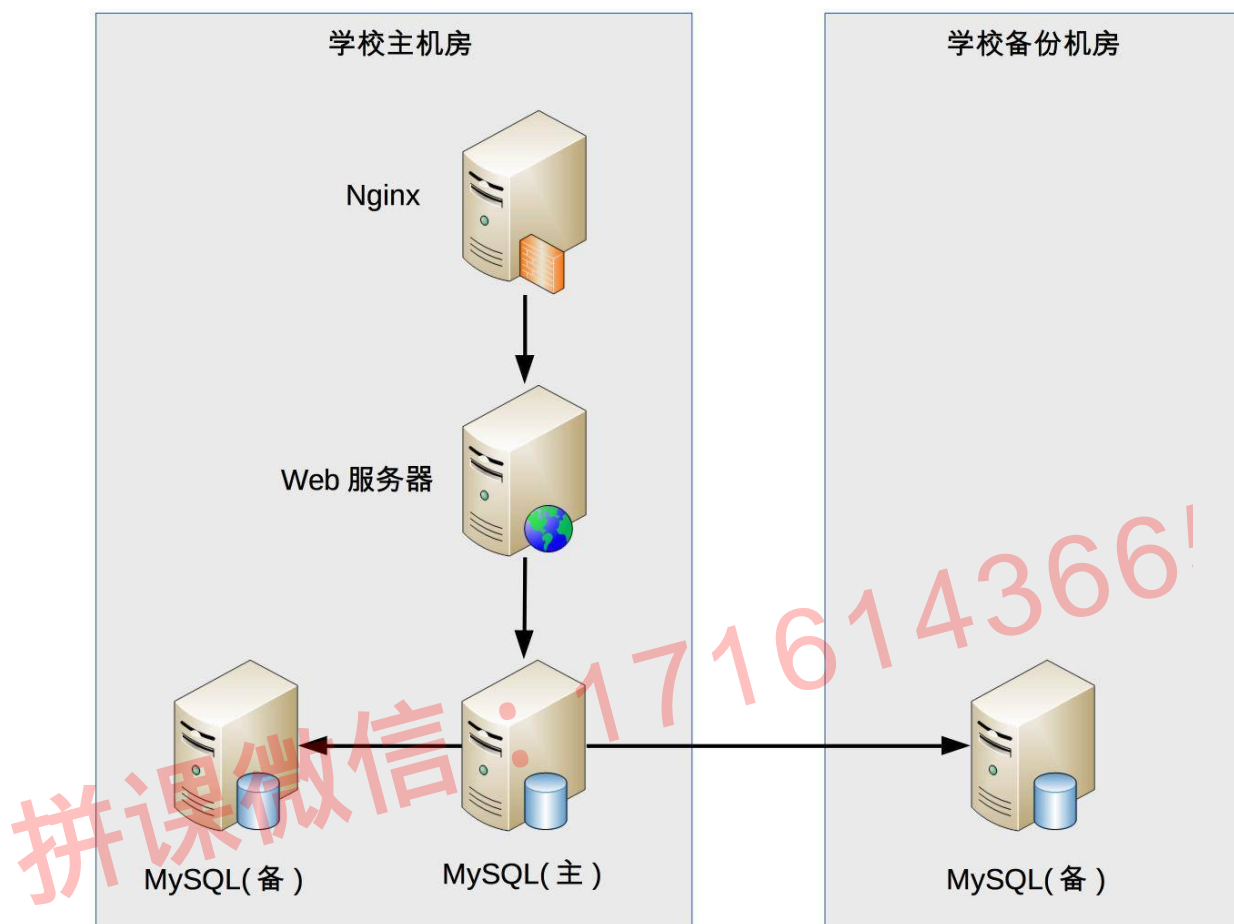 学校主机房
学校备份机房
Nginx
Web 服务器
MySQL( 备 )
MySQL( 主 )
MySQL( 备 )
拼课微信：171614366